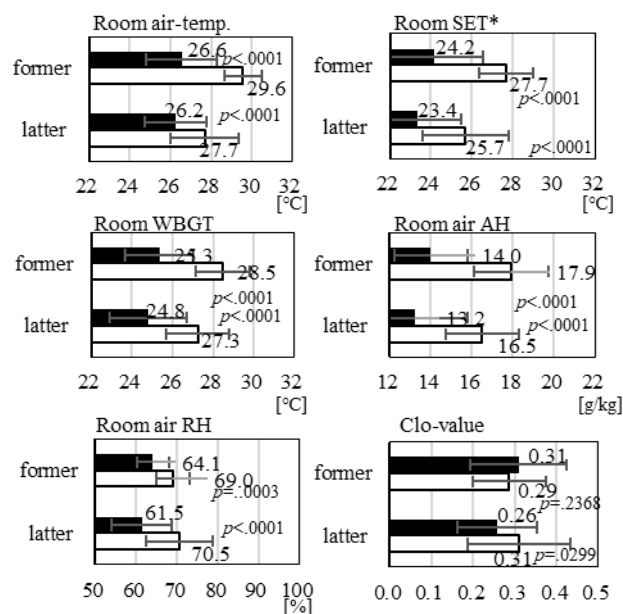 Room air-temp.
former
26.6
p<.0001
29.6
latter
26.2
p<.0001
27.7
22 24 26 28 30 32
[°C]
Room SET*
former
24.2
27.7
p<.0001
latter
23.4
25.7
p<.0001
22 24 26 28 30 32
[°C]
Room WBGT
former
25.3
28.5
p<.0001
latter
24.8
p<.0001
27.3
22 24 26 28 30 32
[°C]
Room air AH
former
14.0
17.9
p<.0001
latter
13.2
p<.0001
16.5
12 14 16 18 20 22
[g/kg]
Room air RH
former
64.1
69.0
p=.0003
latter
61.5
p<.0001
70.5
50 60 70 80 90 100
[%]
Clo-value
former
0.31
0.29
p=.2368
latter
0.26
0.31
p=.0299
0.0 0.1 0.2 0.3 0.4 0.5